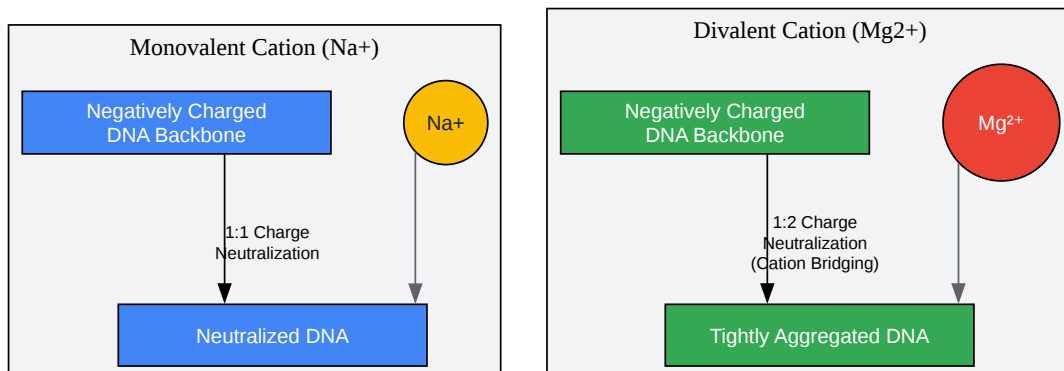 Monovalent Cation (Na+)
Negatively Charged
DNA Backbone
Na+
1:1 Charge
Neutralization
Neutralized DNA
Divalent Cation (Mg2+)
Negatively Charged
DNA Backbone
Mg²⁺
1:2 Charge
Neutralization
(Cation Bridging)
Tightly Aggregated DNA